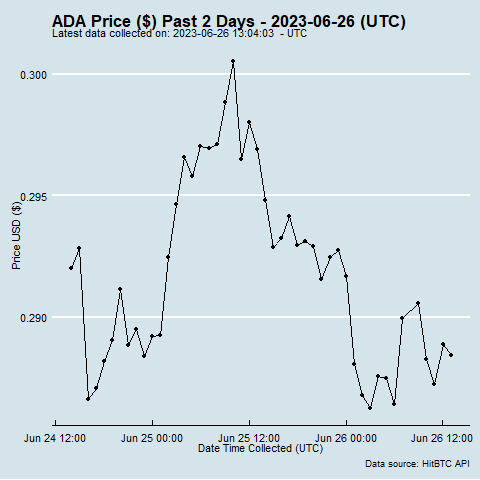 ADA Price ($) Past 2 Days - 2023-06-26 (UTC)
Latest data collected on: 2023-06-26 13:04:03  - UTC
0.300
0.295
0.290
Price USD ($)
Jun 24 12:00
Jun 25 00:00
Jun 25 12:00
Jun 26 00:00
Jun 26 12:00
Date Time Collected (UTC)
Data source: HitBTC API